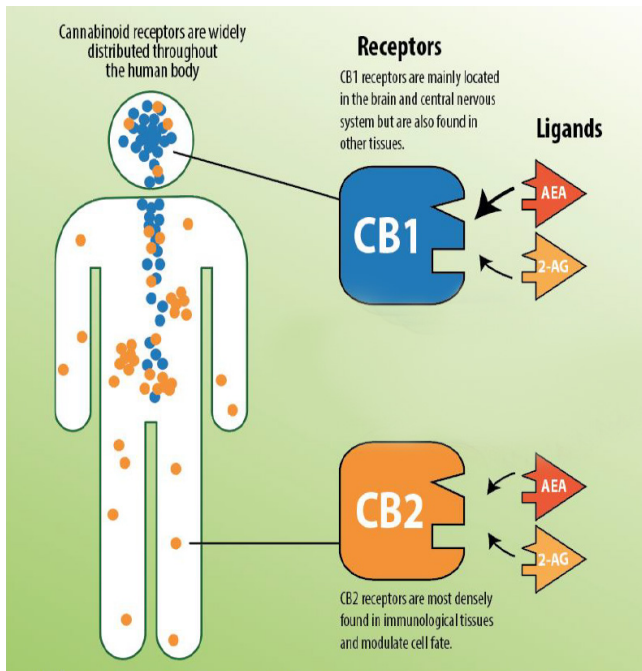 Cannabinoid receptors are widely
distributed throughout
the human body
Receptors
CB1 receptors are mainly located
in the brain and central nervous
system but are also found in
other tissues.
Ligands
CB1
AEA
2-AG
CB2
AEA
2-AG
CB2 receptors are most densely
found in immunological tissues
and modulate cell fate.